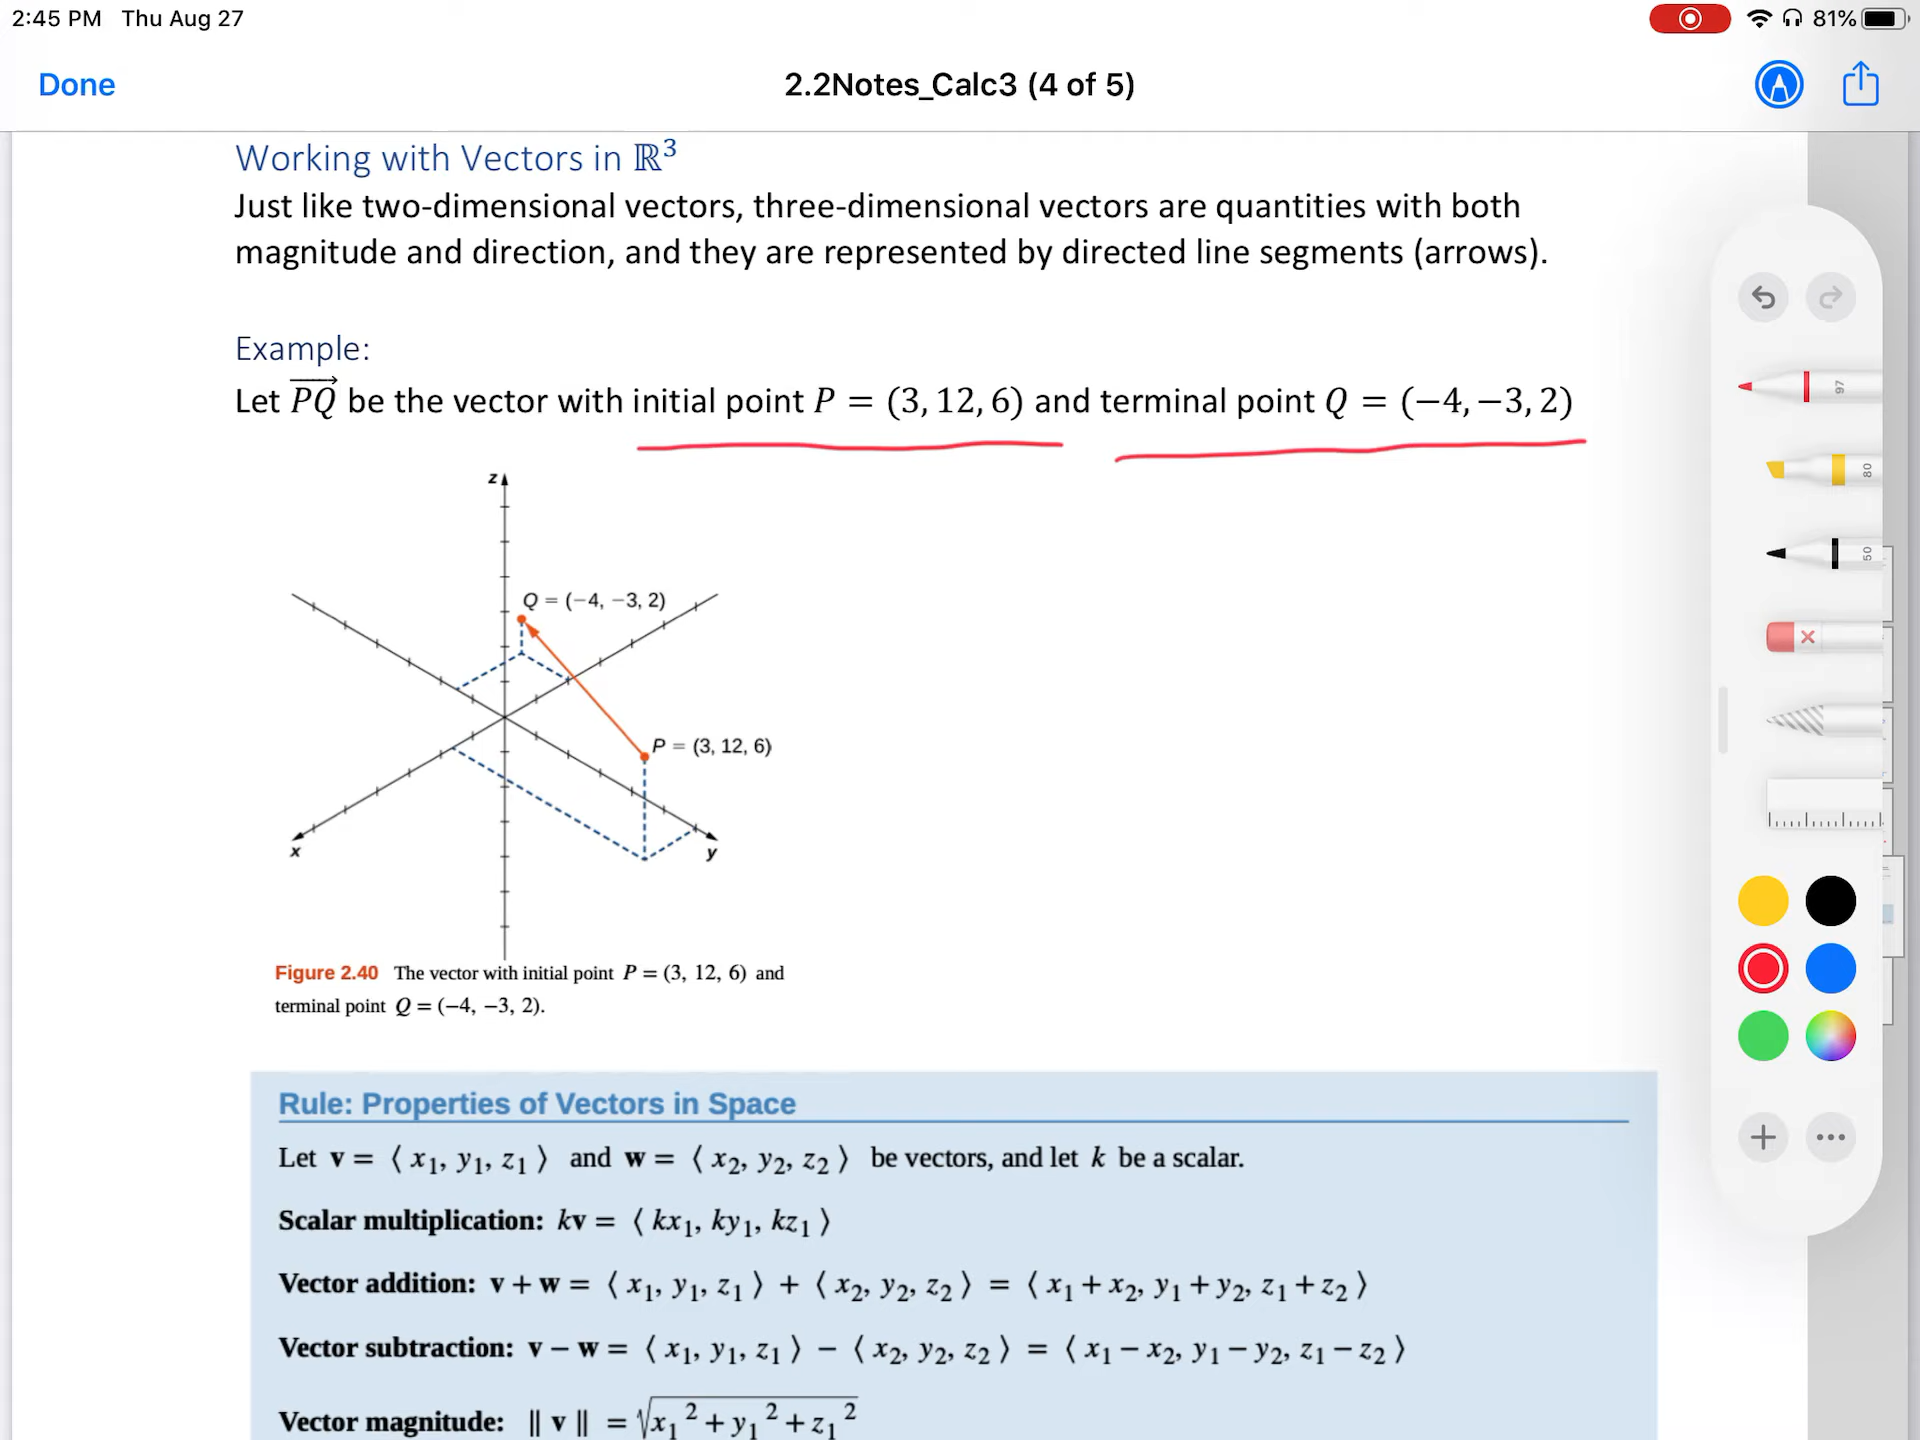 2:45 PM Thu Aug 27 81%
Done 2.2Notes_Calc3 (4 of 5)
Working with Vectors in ℝ³
Just like two-dimensional vectors, three-dimensional vectors are quantities with both
magnitude and direction, and they are represented by directed line segments (arrows).
Example:
Let \overrightarrow{PQ} be the vector with initial point P = (3, 12, 6) and terminal point Q = (−4, −3, 2)
z
Q = (−4, −3, 2)
P = (3, 12, 6)
x y
Figure 2.40 The vector with initial point P = (3, 12, 6) and
terminal point Q = (−4, −3, 2).
Rule: Properties of Vectors in Space
Let v = ⟨ x₁, y₁, z₁ ⟩ and w = ⟨ x₂, y₂, z₂ ⟩ be vectors, and let k be a scalar.
Scalar multiplication: kv = ⟨ kx₁, ky₁, kz₁ ⟩
Vector addition: v + w = ⟨ x₁, y₁, z₁ ⟩ + ⟨ x₂, y₂, z₂ ⟩ = ⟨ x₁ + x₂, y₁ + y₂, z₁ + z₂ ⟩
Vector subtraction: v − w = ⟨ x₁, y₁, z₁ ⟩ − ⟨ x₂, y₂, z₂ ⟩ = ⟨ x₁ − x₂, y₁ − y₂, z₁ − z₂ ⟩
Vector magnitude: ‖ v ‖ = √(x₁² + y₁² + z₁²)
97
80
50